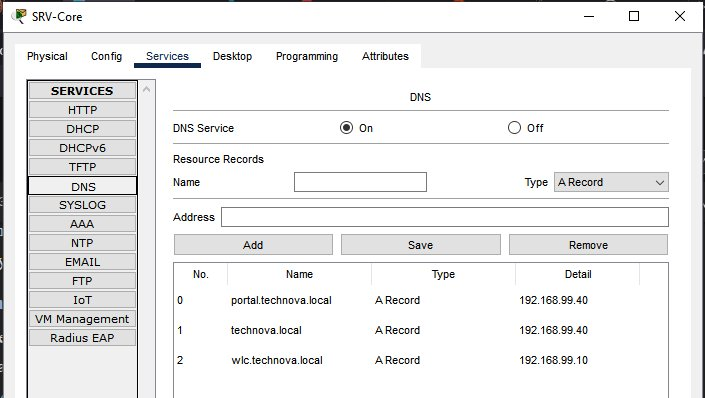 SRV-Core
Physical Config Services Desktop Programming Attributes
SERVICES
HTTP
DHCP
DHCPv6
TFTP
DNS
SYSLOG
AAA
NTP
EMAIL
FTP
IoT
VM Management
Radius EAP
DNS
DNS Service On Off
Resource Records
Name Type A Record
Address
Add Save Remove
No. Name Type Detail
0 portal.technova.local A Record 192.168.99.40
1 technova.local A Record 192.168.99.40
2 wlc.technova.local A Record 192.168.99.10